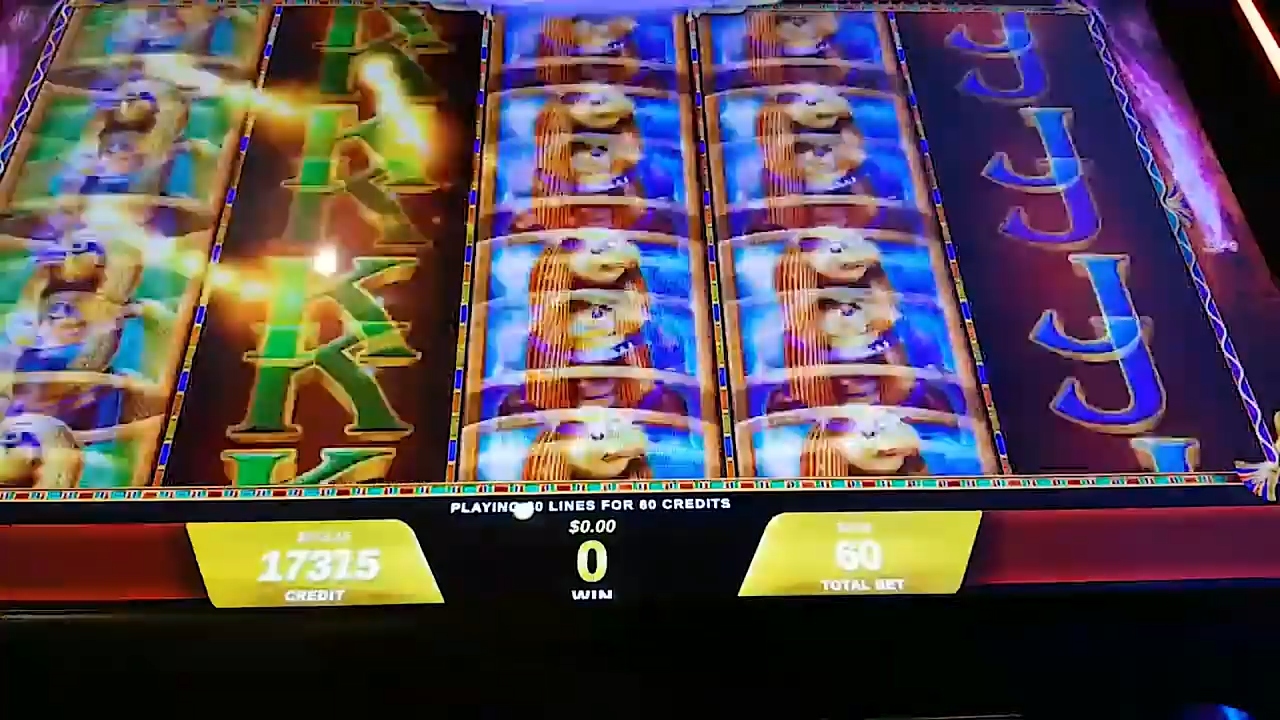 K
K J
K J
K J
PLAYING LINES FOR 60 CREDITS
$0.00
17315 0 60
CREDIT WIN TOTAL BET